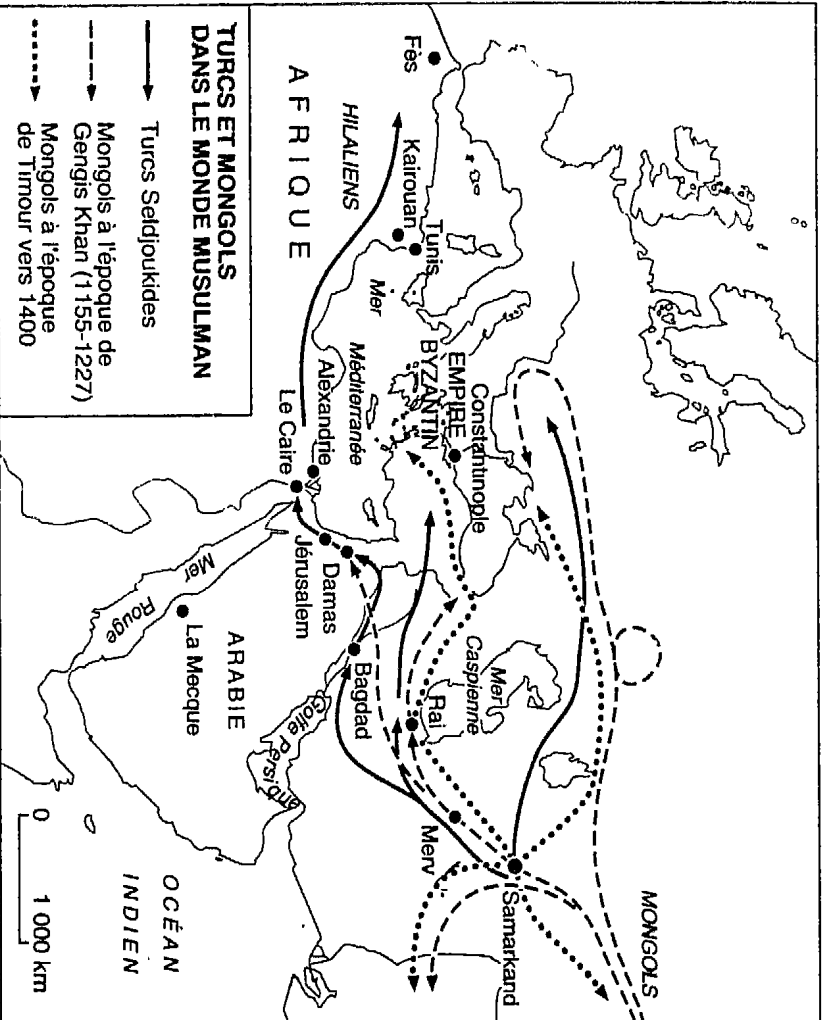 TURCS ET MONGOLS
DANS LE MONDE MUSULMAN
Turcs Seldjoukides
Mongols à l'époque de
Gengis Khan (1155-1227)
Mongols à l'époque
de Timour vers 1400
MONGOLS
Samarkand
Merv
Mer
Caspienne
Rai
Constantinople
EMPIRE
BYZANTIN
Mer
Méditerranée
Fès
Kairouan
Tunis
HILALIENS
AFRIQUE
Alexandrie
Le Caire
Jérusalem
Damas
Bagdad
Golfe Persique
ARABIE
La Mecque
Mer
Rouge
OCÉAN
INDIEN
0 1 000 km